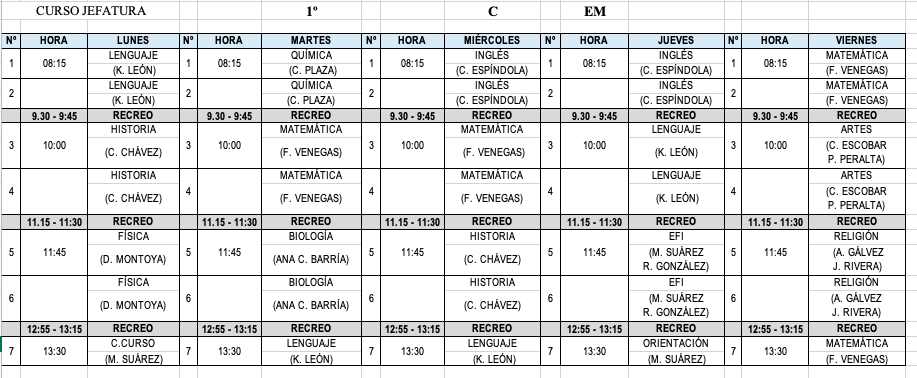 CURSO JEFATURA 1º C EM
Nº HORA LUNES Nº HORA MARTES Nº HORA MIÉRCOLES Nº HORA JUEVES Nº HORA VIERNES
1 08:15 LENGUAJE 1 08:15 QUÍMICA 1 08:15 INGLÉS 1 08:15 INGLÉS 1 08:15 MATEMÁTICA
(K. LEÓN) (C. PLAZA) (C. ESPÍNDOLA) (C. ESPÍNDOLA) (F. VENEGAS)
2 LENGUAJE 2 QUÍMICA 2 INGLÉS 2 INGLÉS 2 MATEMÁTICA
(K. LEÓN) (C. PLAZA) (C. ESPÍNDOLA) (C. ESPÍNDOLA) (F. VENEGAS)
9.30 - 9:45 RECREO 9.30 - 9:45 RECREO 9.30 - 9:45 RECREO 9.30 - 9:45 RECREO 9.30 - 9:45 RECREO
3 10:00 HISTORIA 3 10:00 MATEMÁTICA 3 10:00 MATEMÁTICA 3 10:00 LENGUAJE 3 10:00 ARTES
(C. CHÁVEZ) (F. VENEGAS) (F. VENEGAS) (K. LEÓN) (C. ESCOBAR
P. PERALTA)
4 HISTORIA 4 MATEMÁTICA 4 MATEMÁTICA 4 LENGUAJE 4 ARTES
(C. CHÁVEZ) (F. VENEGAS) (F. VENEGAS) (K. LEÓN) (C. ESCOBAR
P. PERALTA)
11.15 - 11:30 RECREO 11.15 - 11:30 RECREO 11.15 - 11:30 RECREO 11.15 - 11:30 RECREO 11.15 - 11:30 RECREO
5 11:45 FÍSICA 5 11:45 BIOLOGÍA 5 11:45 HISTORIA 5 11:45 EFI 5 11:45 RELIGIÓN
(D. MONTOYA) (ANA C. BARRÍA) (C. CHÁVEZ) (M. SUÁREZ (A. GÁLVEZ
R. GONZÁLEZ) J. RIVERA)
6 FÍSICA 6 BIOLOGÍA 6 HISTORIA 6 EFI 6 RELIGIÓN
(D. MONTOYA) (ANA C. BARRÍA) (C. CHÁVEZ) (M. SUÁREZ (A. GÁLVEZ
R. GONZÁLEZ) J. RIVERA)
12:55 - 13:15 RECREO 12:55 - 13:15 RECREO 12:55 - 13:15 RECREO 12:55 - 13:15 RECREO 12:55 - 13:15 RECREO
7 13:30 C.CURSO 7 13:30 LENGUAJE 7 13:30 LENGUAJE 7 13:30 ORIENTACIÓN 7 13:30 MATEMÁTICA
(M. SUÁREZ) (K. LEÓN) (K. LEÓN) (M. SUÁREZ) (F. VENEGAS)